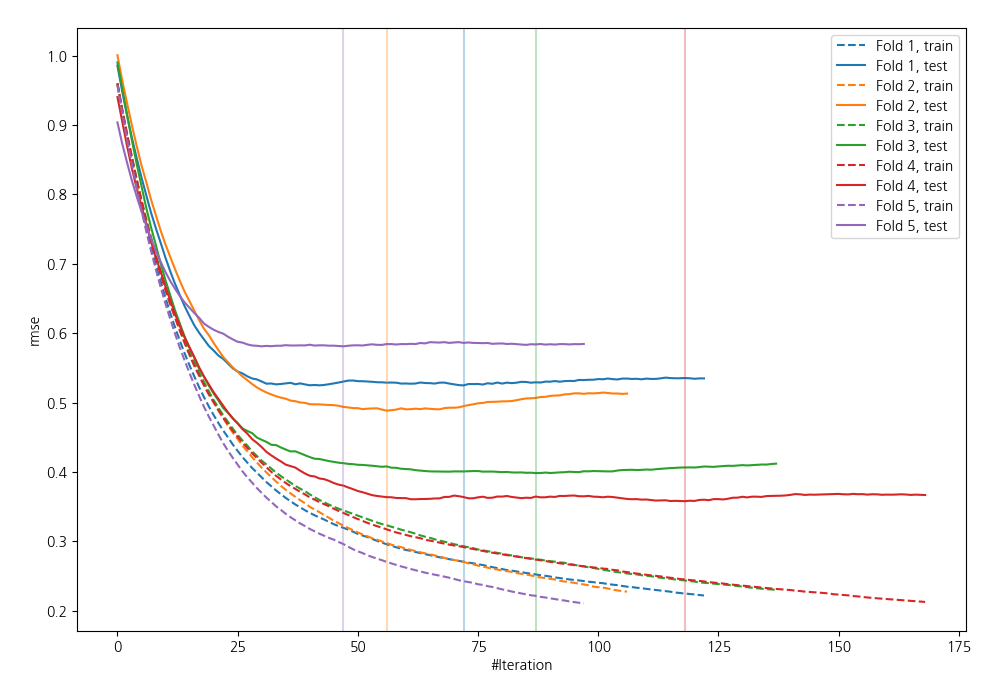 1.0
0.9
0.8
0.7
0.6
0.5
0.4
0.3
0.2
rmse
0
25
50
75
100
125
150
175
#Iteration
Fold 1, train
Fold 1, test
Fold 2, train
Fold 2, test
Fold 3, train
Fold 3, test
Fold 4, train
Fold 4, test
Fold 5, train
Fold 5, test